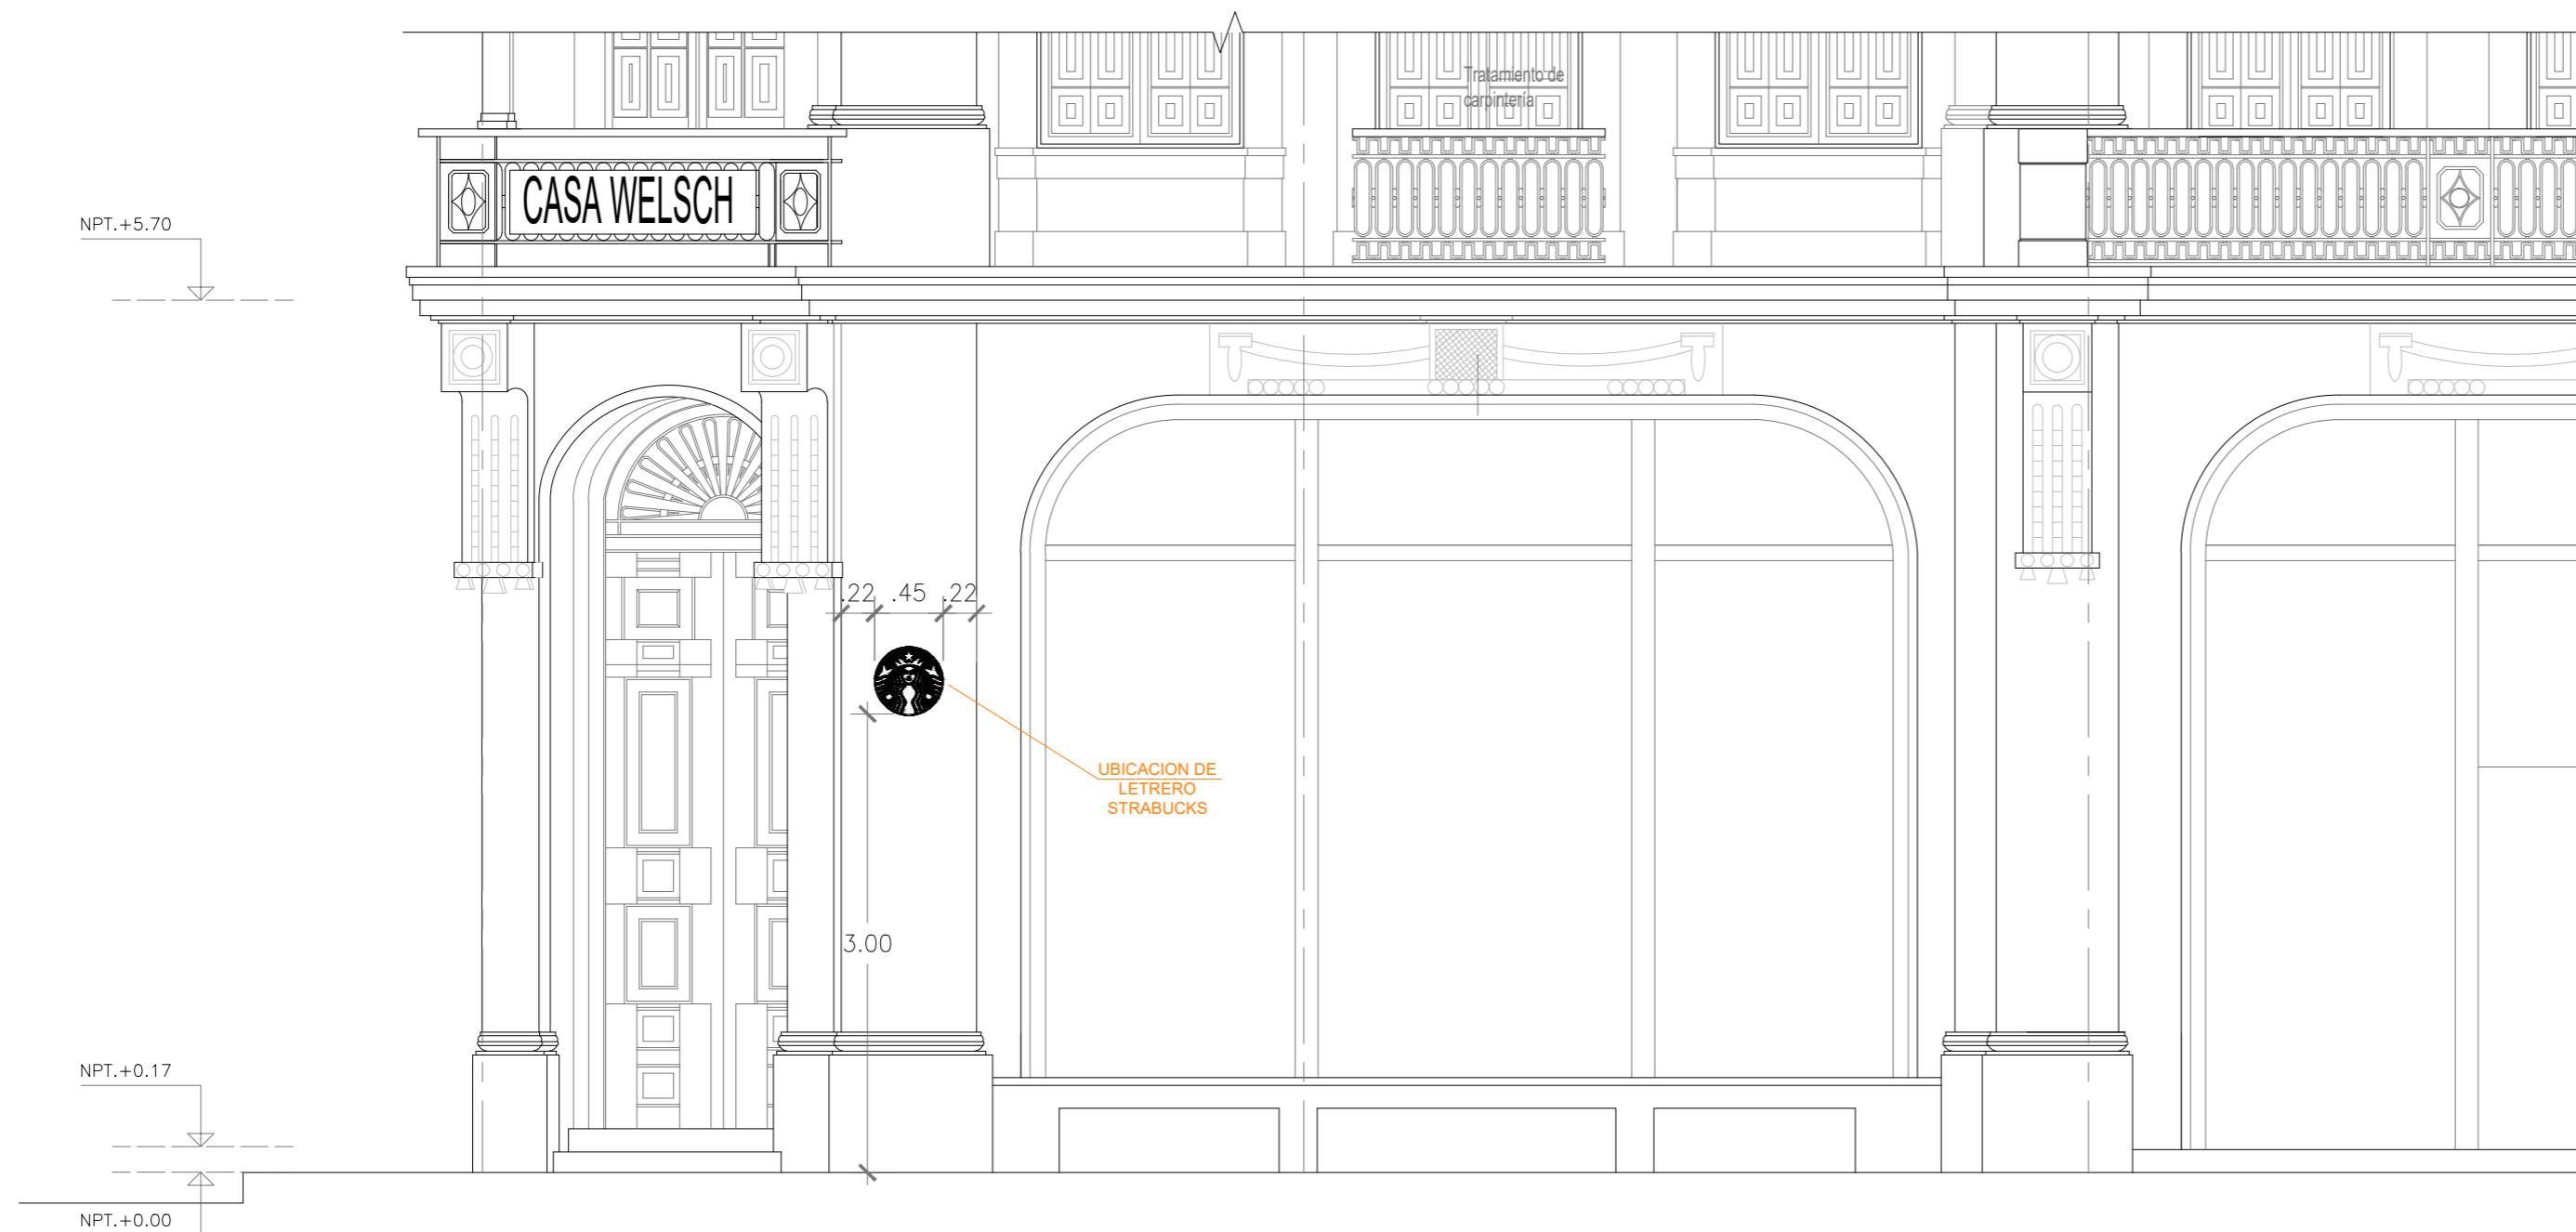 Tratamiento de
carpintería
CASA WELSCH
NPT.+5.70
.22 .45 .22
UBICACION DE
LETRERO
STRABUCKS
3.00
NPT.+0.17
NPT.+0.00